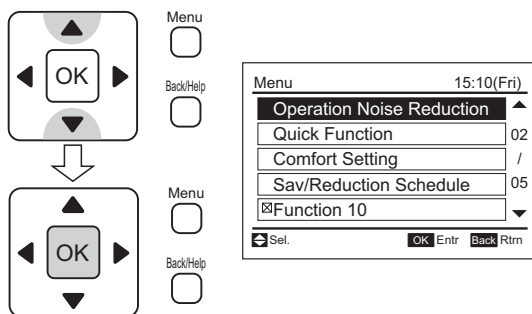 Menu
OK
Back/Help
Menu
OK
Back/Help
Menu 15:10(Fri)
Operation Noise Reduction
Quick Function
02
Comfort Setting
/
Sav/Reduction Schedule
05
Function 10
Sel. OK Entr Back Rtrn